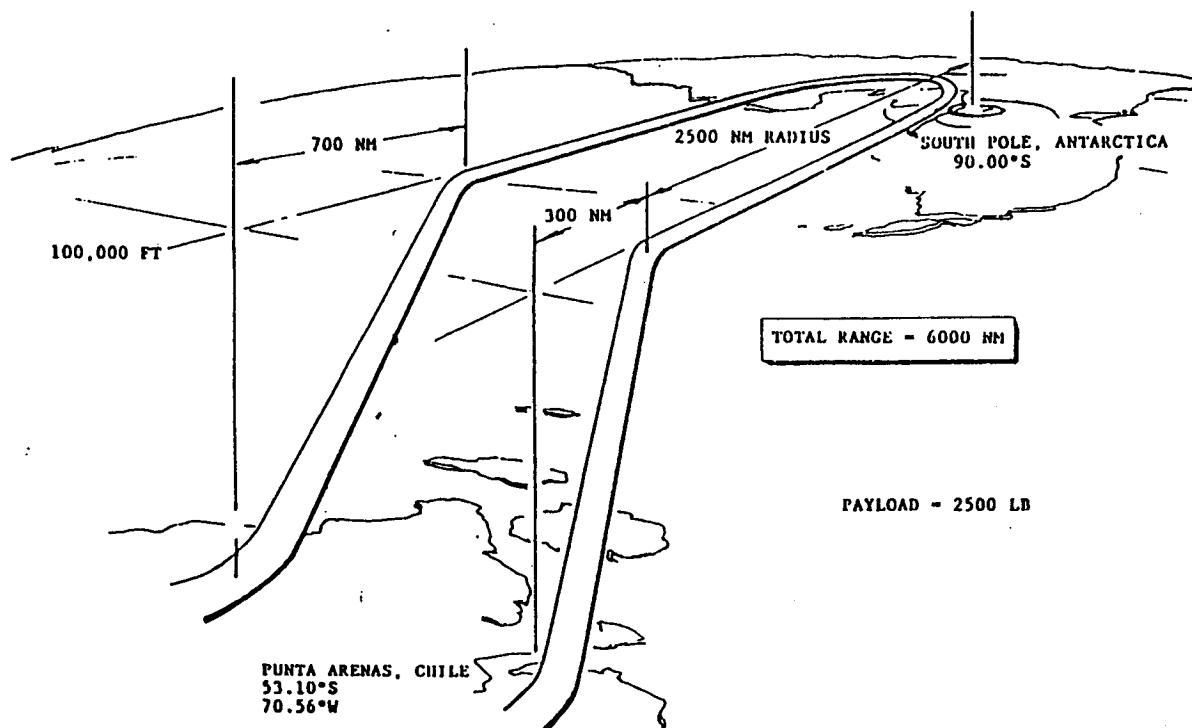 700 NM
2500 NM RADIUS
SOUTH POLE, ANTARCTICA
90.00°S
300 NM
100,000 FT
TOTAL RANGE = 6000 NM
PAYLOAD = 2500 LB
PUNTA ARENAS, CHILE
53.10°S
70.56°W